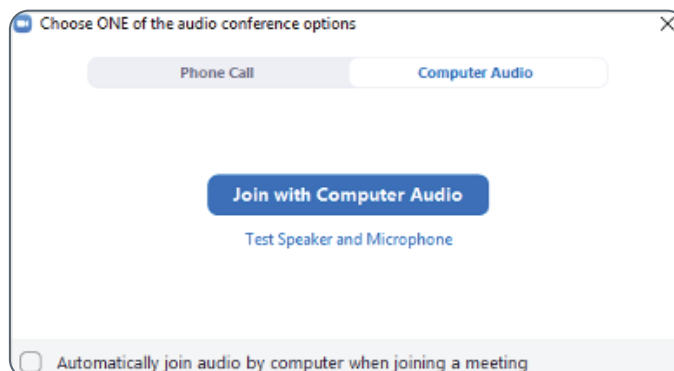 Choose ONE of the audio conference options
Phone Call
Computer Audio
Join with Computer Audio
Test Speaker and Microphone
Automatically join audio by computer when joining a meeting